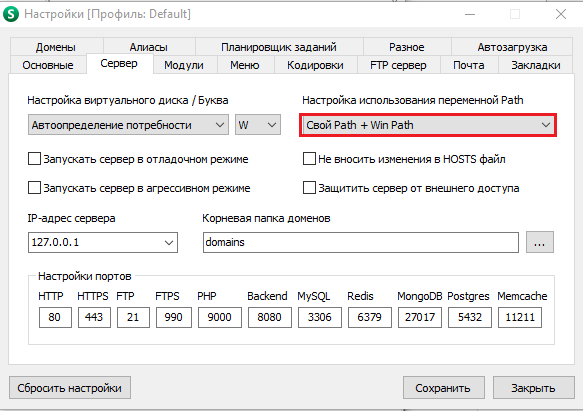 Настройки [Профиль: Default]
Домены Алиасы Планировщик заданий Разное Автозагрузка
Основные Сервер Модули Меню Кодировки FTP сервер Почта Закладки
Настройка виртуального диска / Буква Настройка использования переменной Path
Автоопределение потребности W Свой Path + Win Path
Запускать сервер в отладочном режиме Не вносить изменения в HOSTS файл
Запускать сервер в агрессивном режиме Защитить сервер от внешнего доступа
IP-адрес сервера Корневая папка доменов
127.0.0.1 domains ...
Настройки портов
HTTP HTTPS FTP FTPS PHP Backend MySQL Redis MongoDB Postgres Memcache
80 443 21 990 9000 8080 3306 6379 27017 5432 11211
Сбросить настройки Сохранить Закрыть